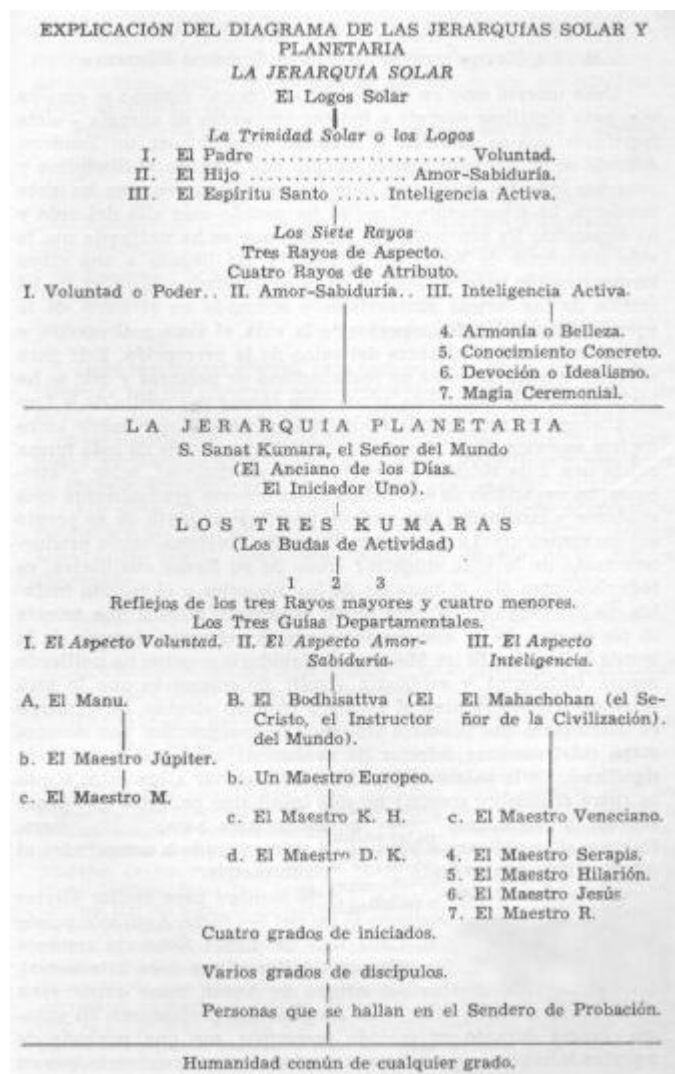 EXPLICACIÓN DEL DIAGRAMA DE LAS JERARQUÍAS SOLAR Y
PLANETARIA
LA JERARQUÍA SOLAR
El Logos Solar
La Trinidad Solar o los Logos
I. El Padre ........................ Voluntad.
II. El Hijo .................. Amor-Sabiduría.
III. El Espíritu Santo ..... Inteligencia Activa.
Los Siete Rayos
Tres Rayos de Aspecto.
Cuatro Rayos de Atributo.
I. Voluntad o Poder.. II. Amor-Sabiduría.. III. Inteligencia Activa.
4. Armonía o Belleza.
5. Conocimiento Concreto.
6. Devoción o Idealismo.
7. Magia Ceremonial.
LA JERARQUIA PLANETARIA
S. Sanat Kumara, el Señor del Mundo
(El Anciano de los Días.
El Iniciador Uno).
LOS TRES KUMARAS
(Los Budas de Actividad)
1 2 3
Reflejos de los tres Rayos mayores y cuatro menores.
Los Tres Guías Departamentales.
I. El Aspecto Voluntad. II. El Aspecto Amor- III. El Aspecto
Sabiduría. Inteligencia.
A. El Manu. B. El Bodhisattva (El El Mahachohan (el Se-
Cristo, el Instructor ñor de la Civilización).
del Mundo).
b. El Maestro Júpiter.
b. Un Maestro Europeo.
c. El Maestro M.
c. El Maestro K. H. c. El Maestro Veneciano.
d. El Maestro D. K. 4. El Maestro Serapis.
5. El Maestro Hilarión.
6. El Maestro Jesús
7. El Maestro R.
Cuatro grados de iniciados.
Varios grados de discípulos.
Personas que se hallan en el Sendero de Probación.
Humanidad común de cualquier grado.